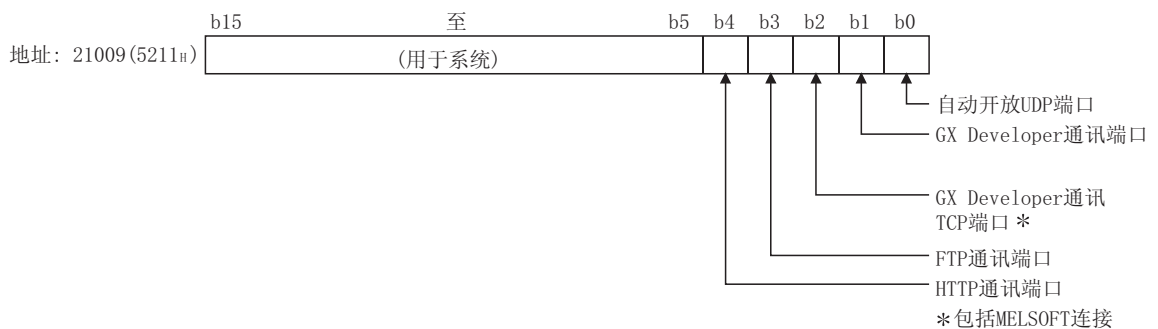 b15 至 b5 b4 b3 b2 b1 b0
地址: 21009(5211H) (用于系统)
自动开放UDP端口
GX Developer通讯端口
GX Developer通讯
TCP端口＊
FTP通讯端口
HTTP通讯端口
＊包括MELSOFT连接